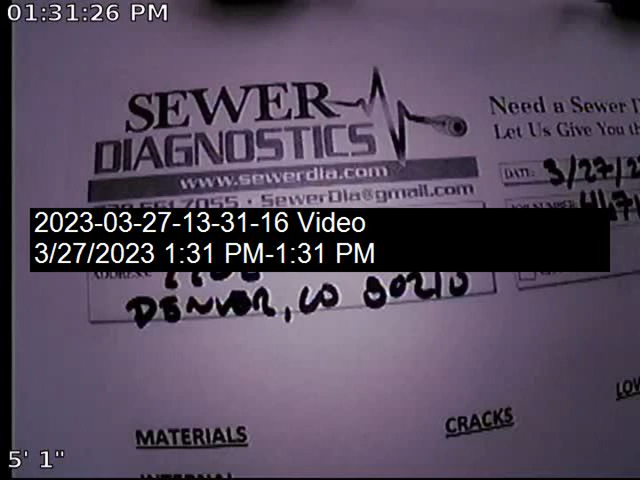 01:31:26 PM
SEWER
DIAGNOSTICS
www.sewerdia.com
SewerDia@gmail.com
Need a Sewer
Let Us Give You
DATE: 3/27/2
2023-03-27-13-31-16 Video
3/27/2023 1:31 PM-1:31 PM
DENVER, CO 80210
MATERIALS
CRACKS
5' 1"